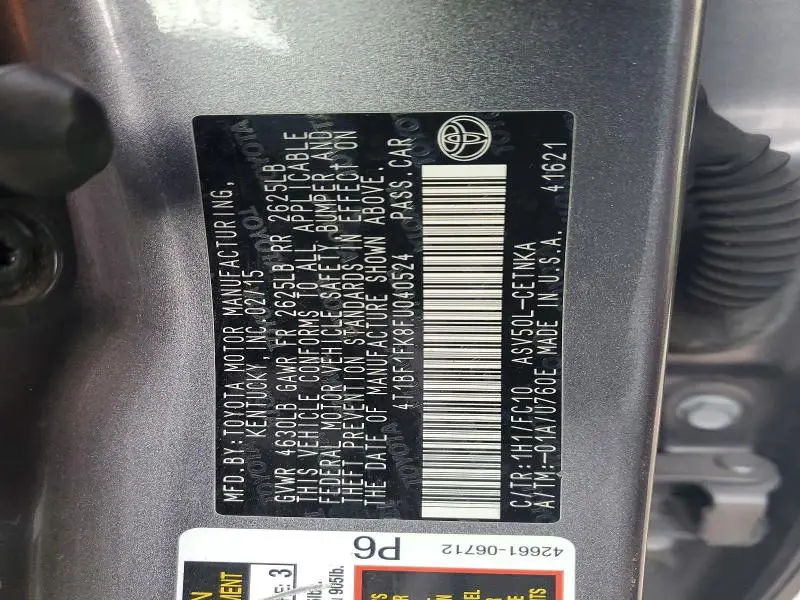 MFD.BY:TOYOTA MOTOR MANUFACTURING,
KENTUCKY INC.02/15
GVWR 4630LB GAWR FR 2625LB RR 2625LB
THIS VEHICLE CONFORMS TO ALL APPLICABLE
FEDERAL MOTOR VEHICLE SAFETY BUMPER, AND
THEFT PREVENTION STANDARDS IN EFFECT ON
THE DATE OF MANUFACTURE SHOWN ABOVE.
4T1BF1FK8FU040524 PASS.CAR
C/TR:1H1/FC10 ASV50L-CETNKA 41621
A/TM:-01A/U760E MADE IN U.S.A.
P6
42661-06712
3
905lb.